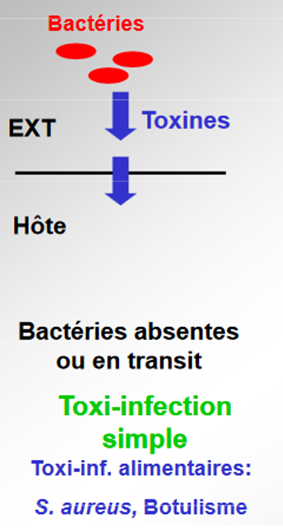 Bactéries
Toxines
EXT
Hôte
Bactéries absentes
ou en transit
Toxi-infection
simple
Toxi-inf. alimentaires:
S. aureus, Botulisme